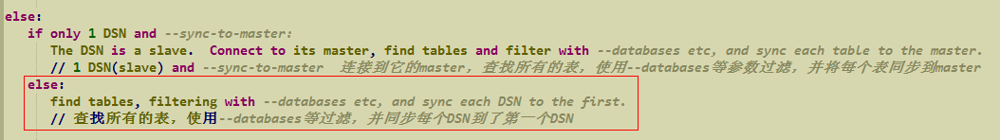 else:
if only 1 DSN and --sync-to-master:
The DSN is a slave.  Connect to its master, find tables and filter with --databases etc, and sync each table to the master.
// 1 DSN(slave) and --sync-to-master  连接到它的master，查找所有的表，使用--databases等参数过滤，并将每个表同步到master
else:
find tables, filtering with --databases etc, and sync each DSN to the first.
// 查找所有的表，使用--databases等过滤，并同步每个DSN到了第一个DSN